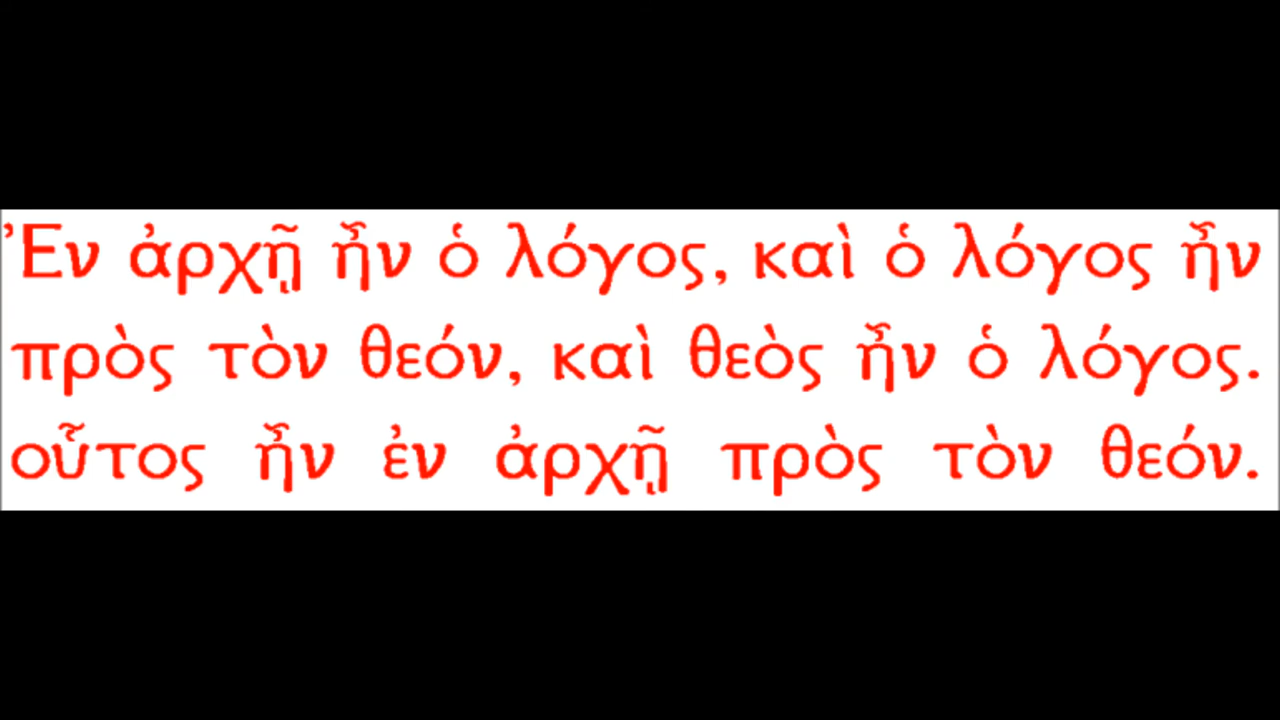 Ἐν ἀρχῇ ἦν ὁ λόγος, καὶ ὁ λόγος ἦν
πρὸς τὸν θεόν, καὶ θεὸς ἦν ὁ λόγος.
οὗτος ἦν ἐν ἀρχῇ πρὸς τὸν θεόν.